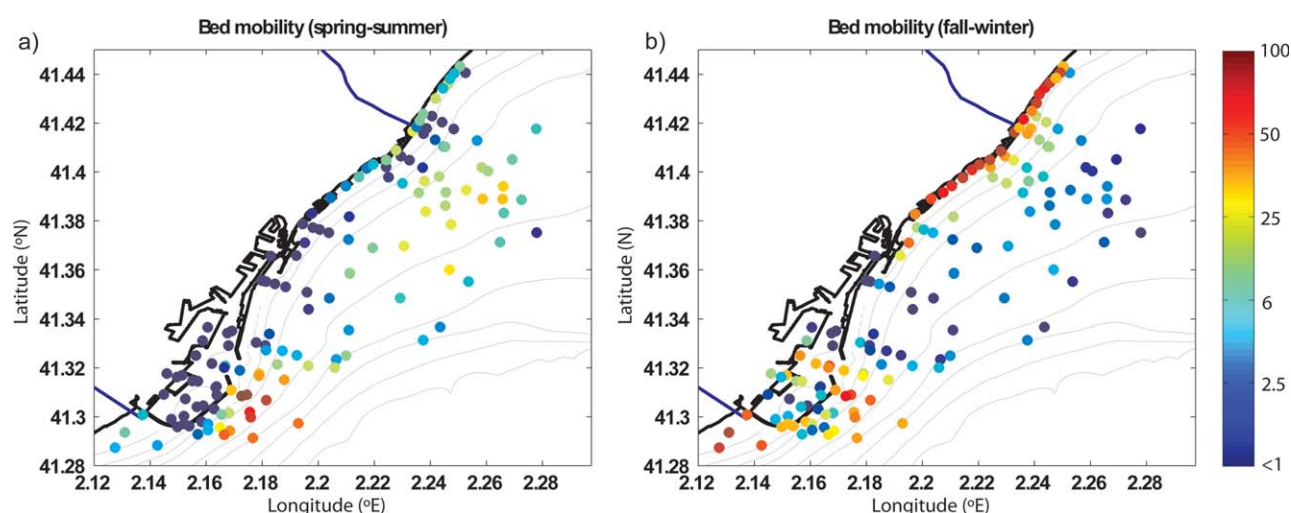 Bed mobility (spring-summer)
a)
41.44
41.42
41.4
41.38
41.36
41.34
41.32
41.3
41.28
Latitude (ºN)
2.12 2.14 2.16 2.18 2.2 2.22 2.24 2.26 2.28
Longitude (ºE)
Bed mobility (fall-winter)
b)
41.44
41.42
41.4
41.38
41.36
41.34
41.32
41.3
41.28
Latitude (N)
2.12 2.14 2.16 2.18 2.2 2.22 2.24 2.26 2.28
Longitude (ºE)
100
50
25
6
2.5
<1